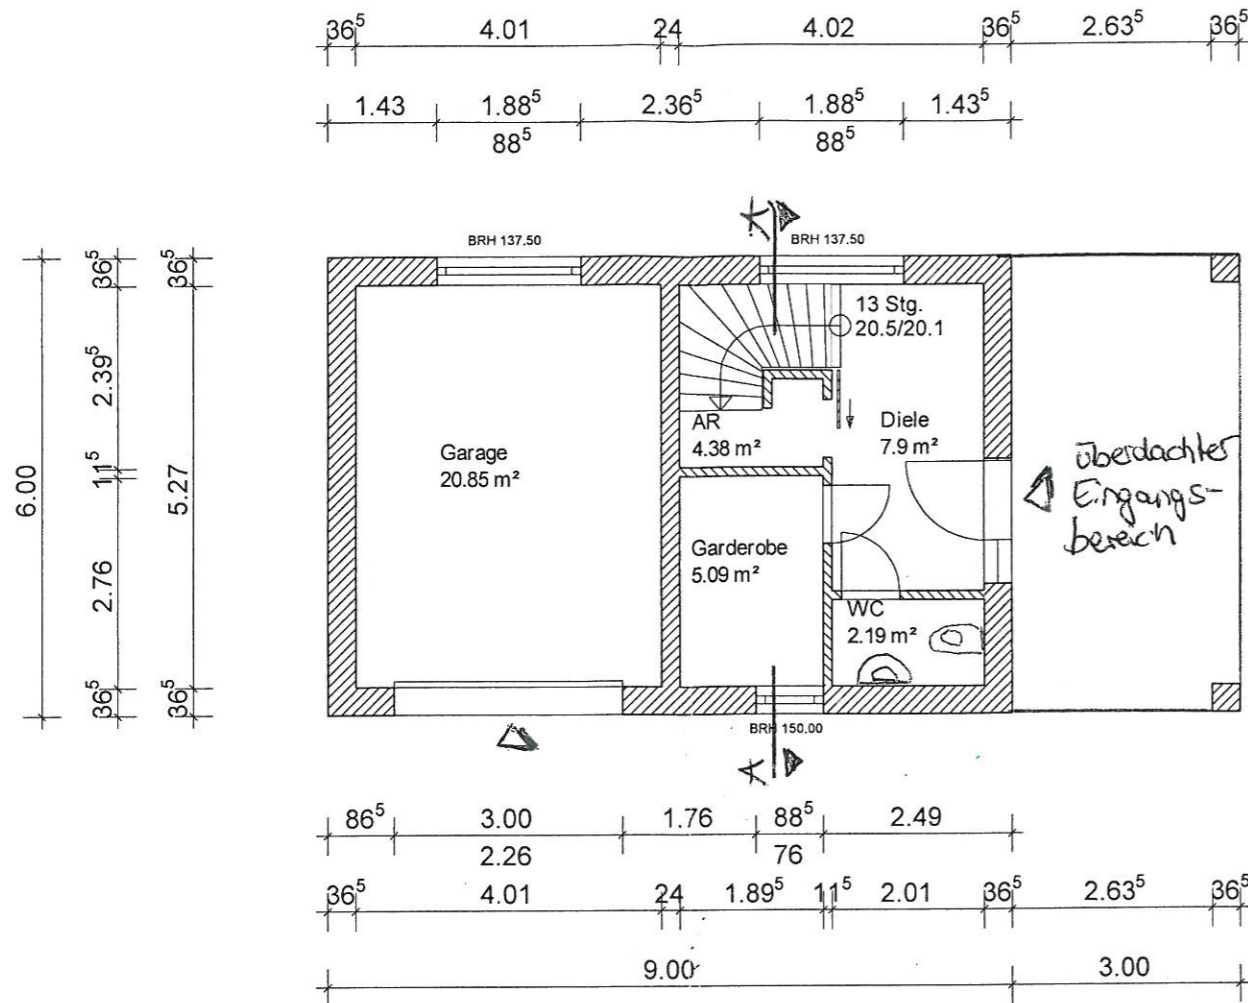 36⁵ 4.01 24 4.02 36⁵ 2.63⁵ 36⁵
1.43 1.88⁵ 2.36⁵ 1.88⁵ 1.43⁵
88⁵ 88⁵
A
BRH 137.50 BRH 137.50
36⁵ 36⁵
13 Stg.
20.5/20.1
2.39⁵
AR
4.38 m²
Diele
7.9 m²
Garage
20.85 m²
überdachter
Eingangs-
bereich
6.00 11⁵ 5.27
Garderobe
5.09 m²
2.76
WC
2.19 m²
36⁵ 36⁵
BRH 150.00
A
86⁵ 3.00 1.76 88⁵ 2.49
2.26 76
36⁵ 4.01 24 1.89⁵ 11⁵ 2.01 36⁵ 2.63⁵ 36⁵
9.00 3.00